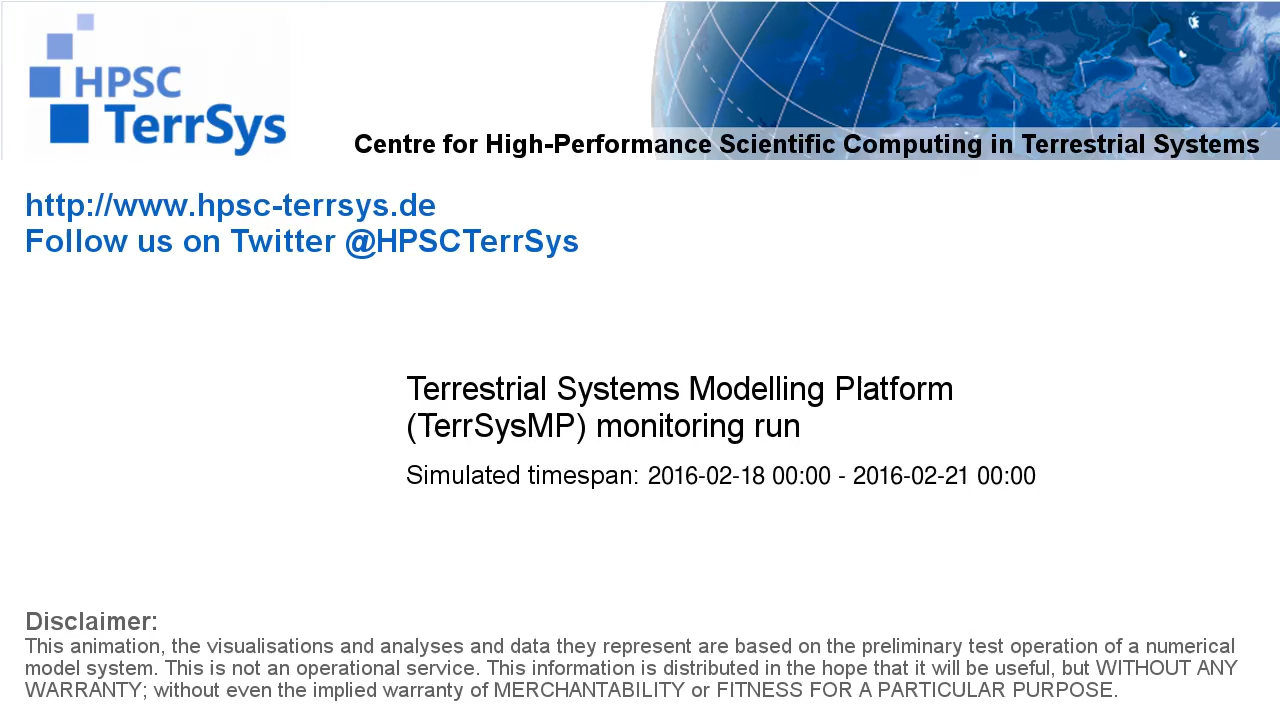 HPSC
TerrSys
Centre for High-Performance Scientific Computing in Terrestrial Systems
http://www.hpsc-terrsys.de
Follow us on Twitter @HPSCTerrSys
Terrestrial Systems Modelling Platform
(TerrSysMP) monitoring run
Simulated timespan: 2016-02-18 00:00 - 2016-02-21 00:00
Disclaimer:
This animation, the visualisations and analyses and data they represent are based on the preliminary test operation of a numerical
model system. This is not an operational service. This information is distributed in the hope that it will be useful, but WITHOUT ANY
WARRANTY; without even the implied warranty of MERCHANTABILITY or FITNESS FOR A PARTICULAR PURPOSE.